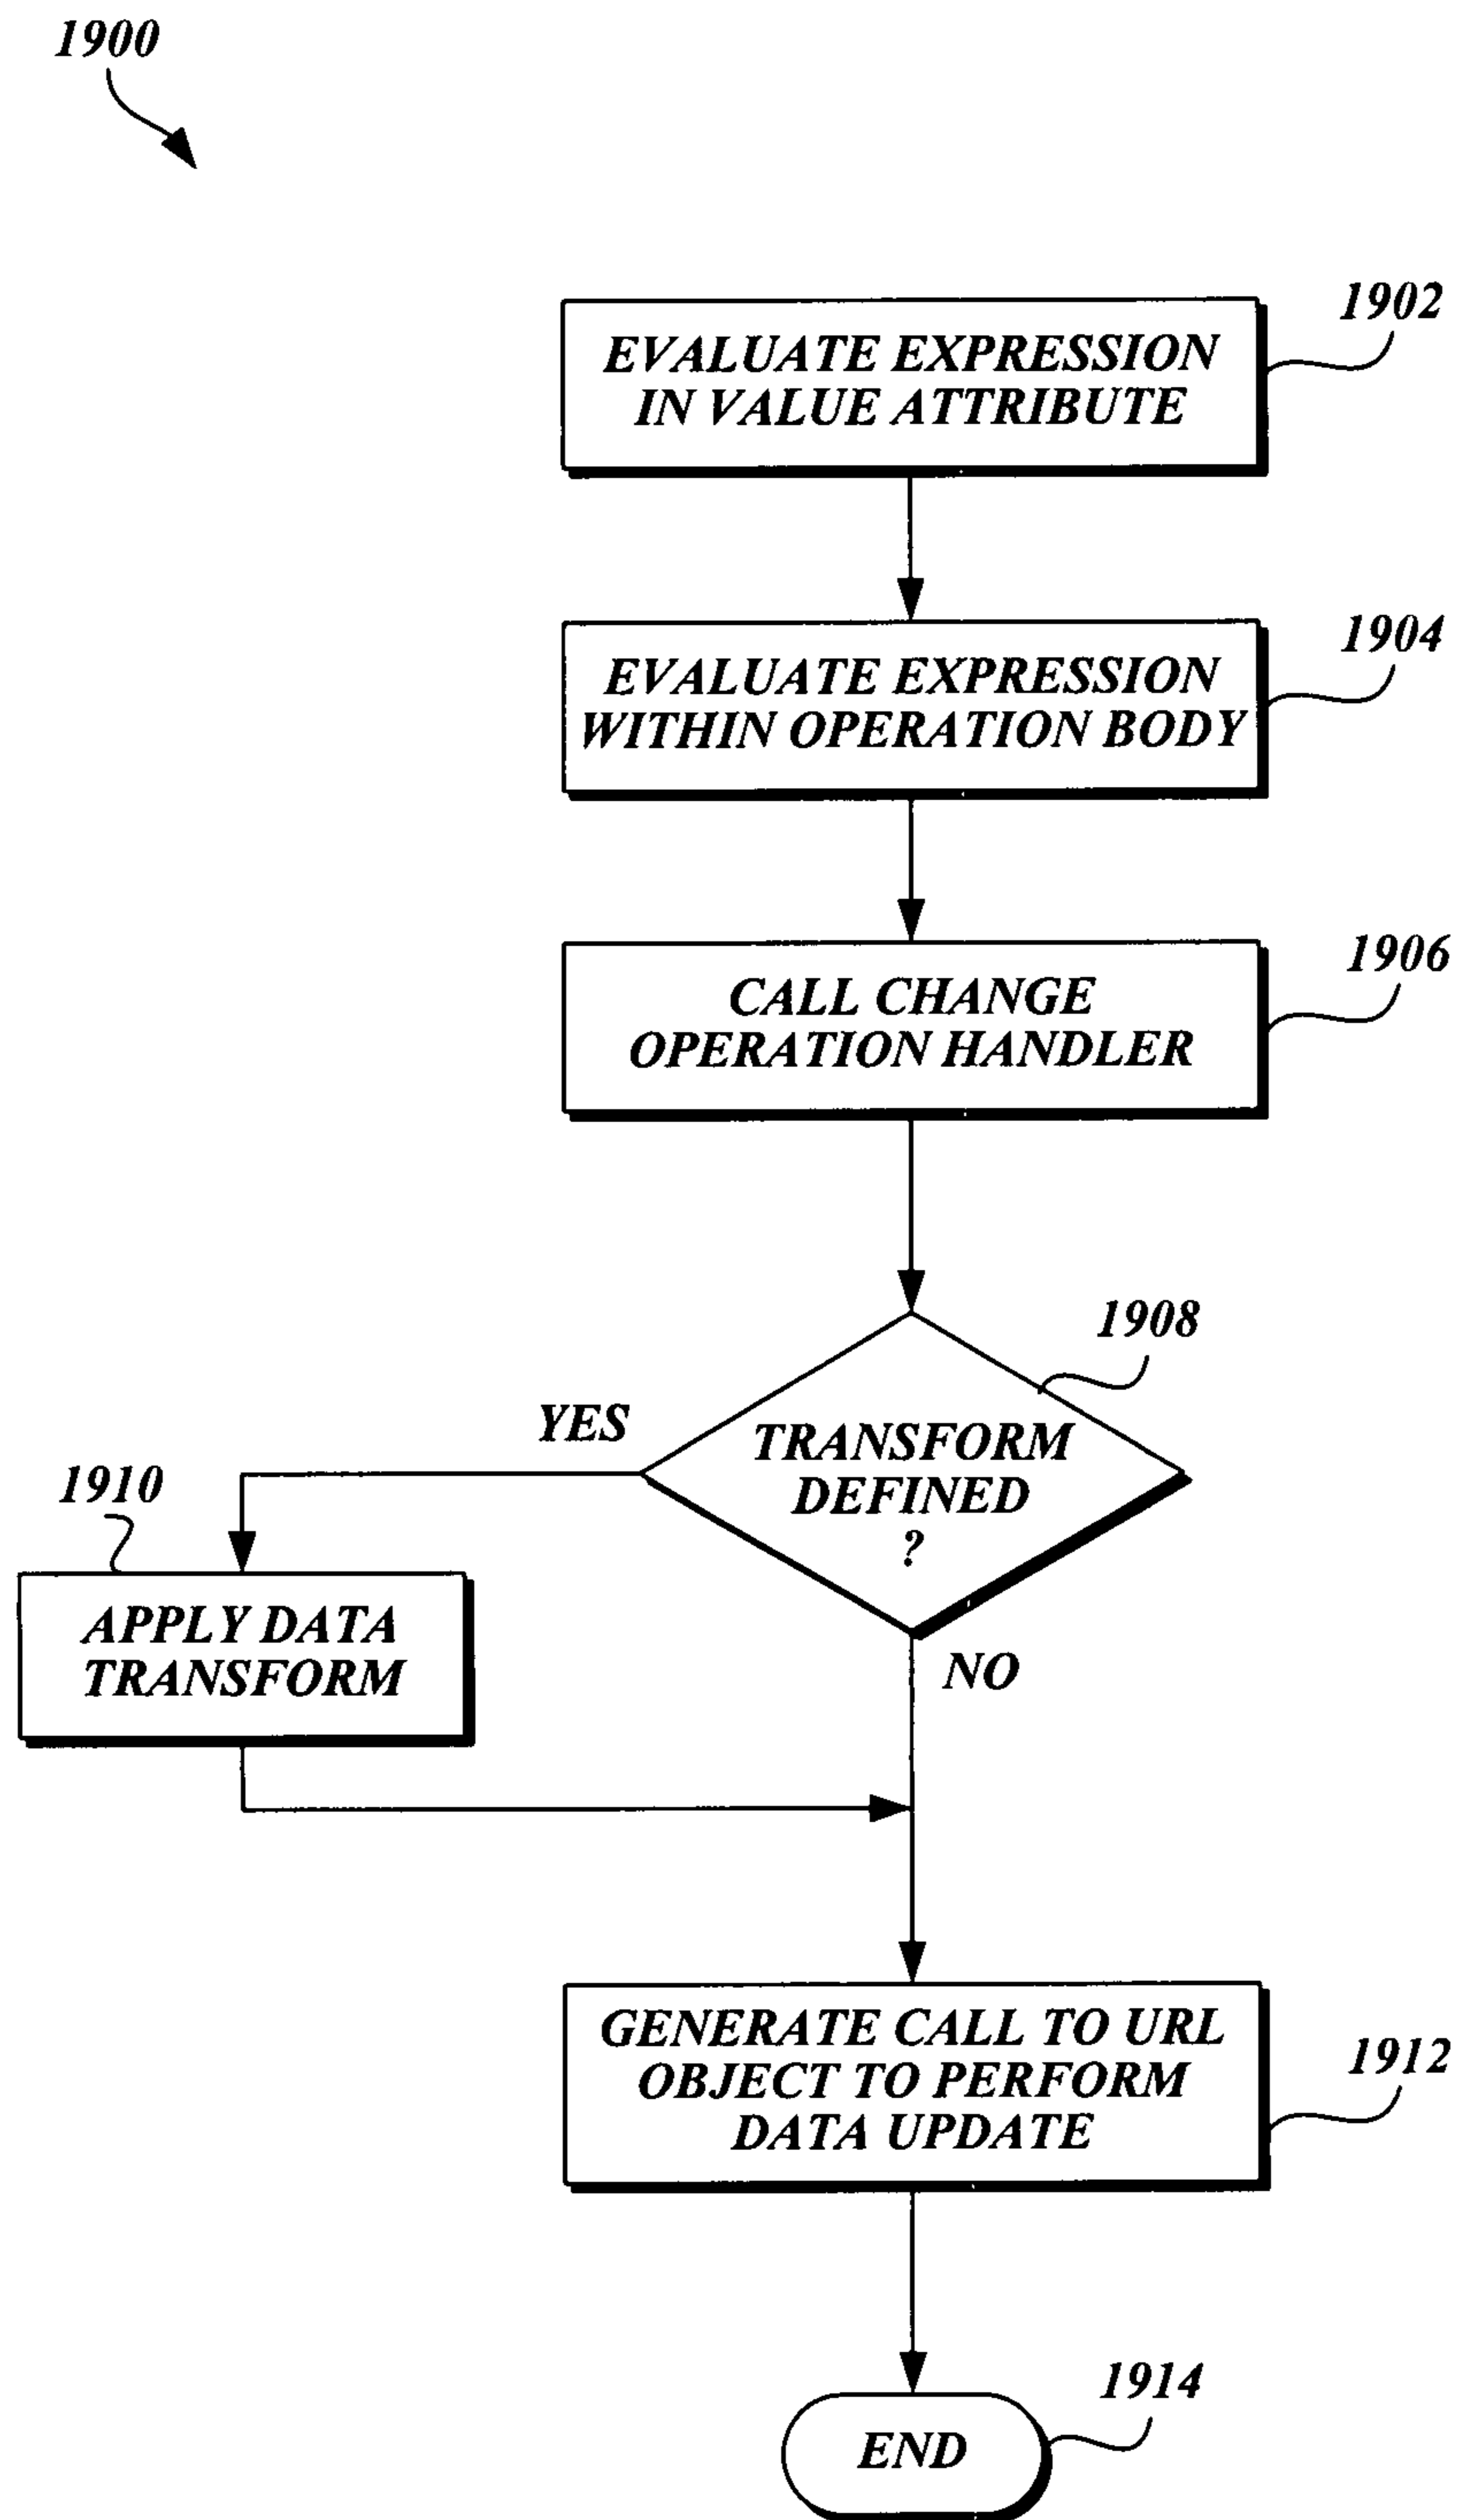 1900
1902
EVALUATE EXPRESSION
IN VALUE ATTRIBUTE
1904
EVALUATE EXPRESSION
WITHIN OPERATION BODY
1906
CALL CHANGE
OPERATION HANDLER
1908
TRANSFORM
DEFINED
?
YES
1910
APPLY DATA
TRANSFORM
NO
GENERATE CALL TO URL
OBJECT TO PERFORM
DATA UPDATE
1912
1914
END